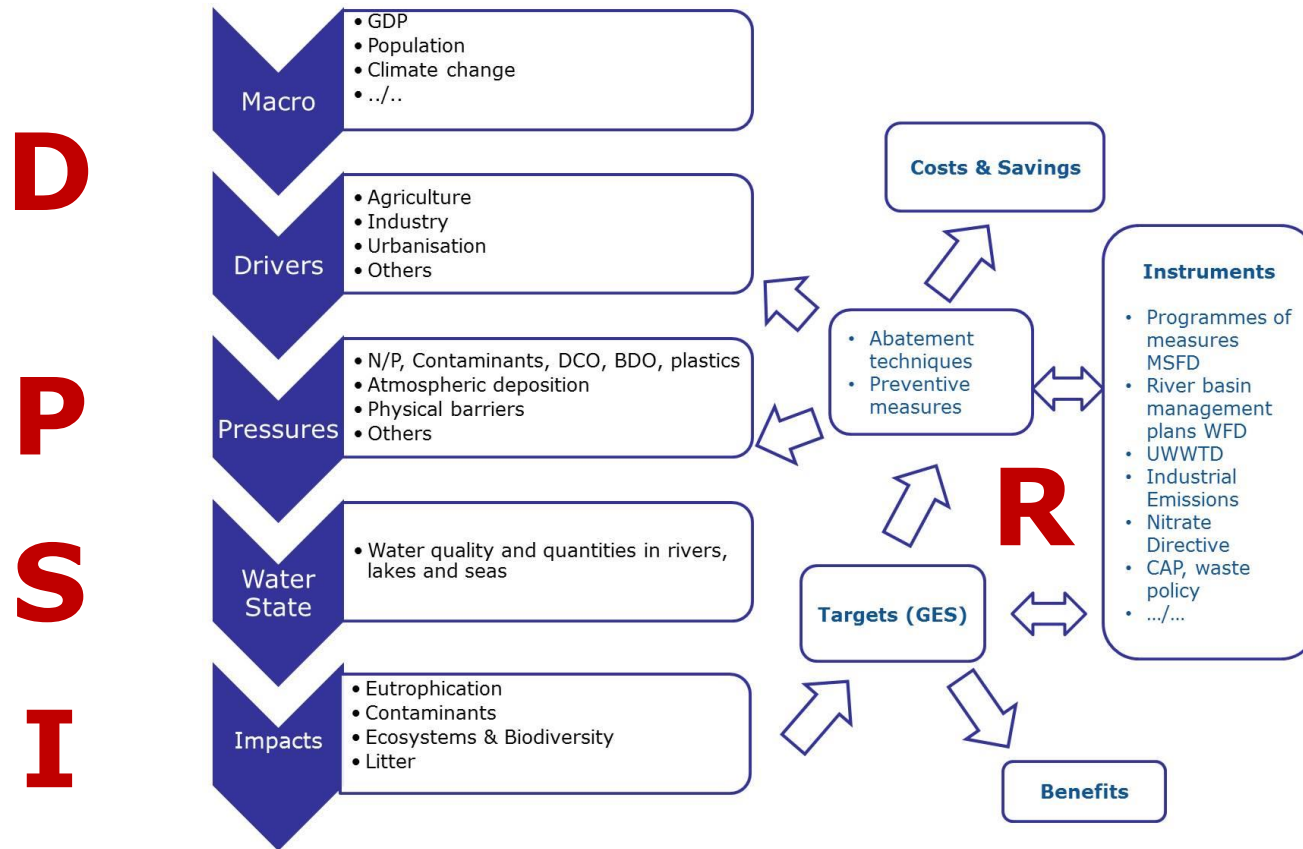 D
Macro
• GDP
• Population
• Climate change
• ../..
Drivers
• Agriculture
• Industry
• Urbanisation
• Others
P
Pressures
• N/P, Contaminants, DCO, BDO, plastics
• Atmospheric deposition
• Physical barriers
• Others
S
Water
State
• Water quality and quantities in rivers,
lakes and seas
I
Impacts
• Eutrophication
• Contaminants
• Ecosystems & Biodiversity
• Litter
Costs & Savings
• Abatement
techniques
• Preventive
measures
R
Targets (GES)
Benefits
Instruments
• Programmes of
measures
MSFD
• River basin
management
plans WFD
• UWWTD
• Industrial
Emissions
• Nitrate
Directive
• CAP, waste
policy
• .../...